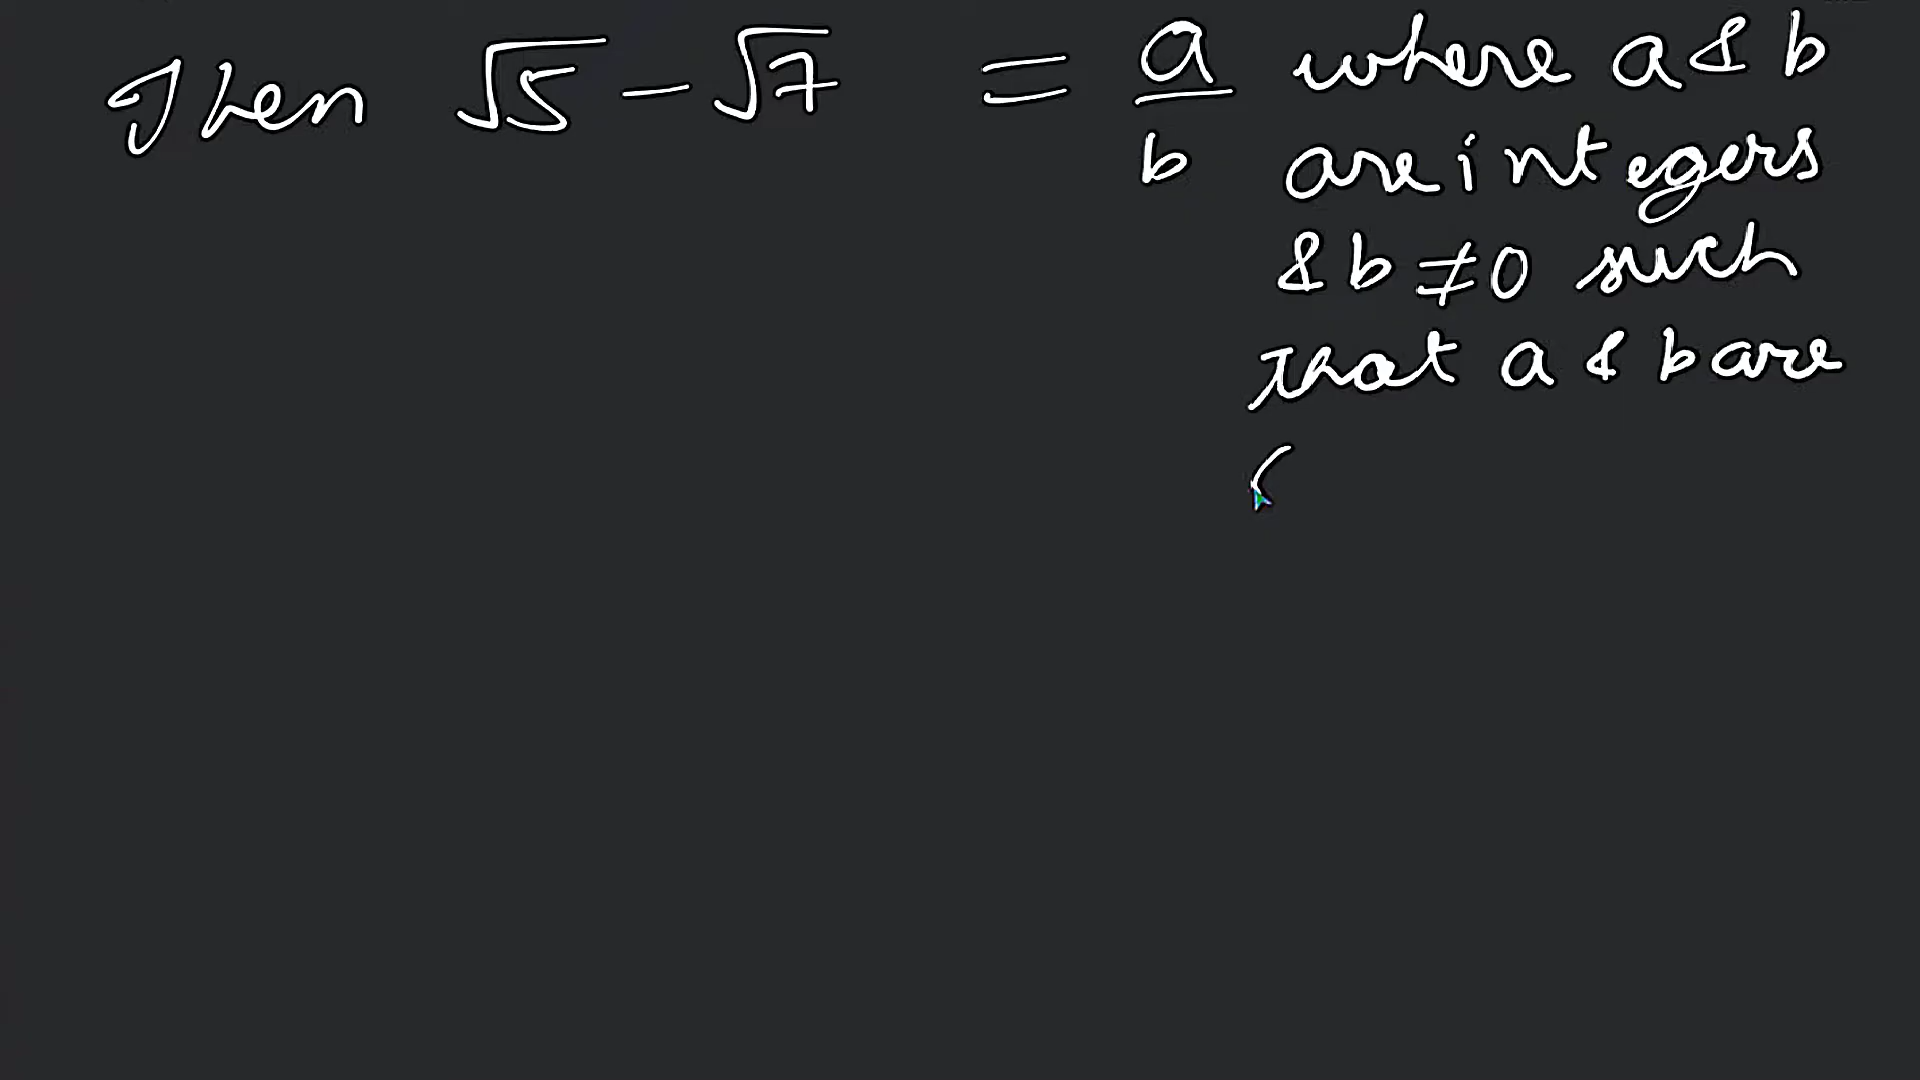 Then √5 - √7 = a/b where a & b
are integers
& b ≠ 0 such
that a & b are